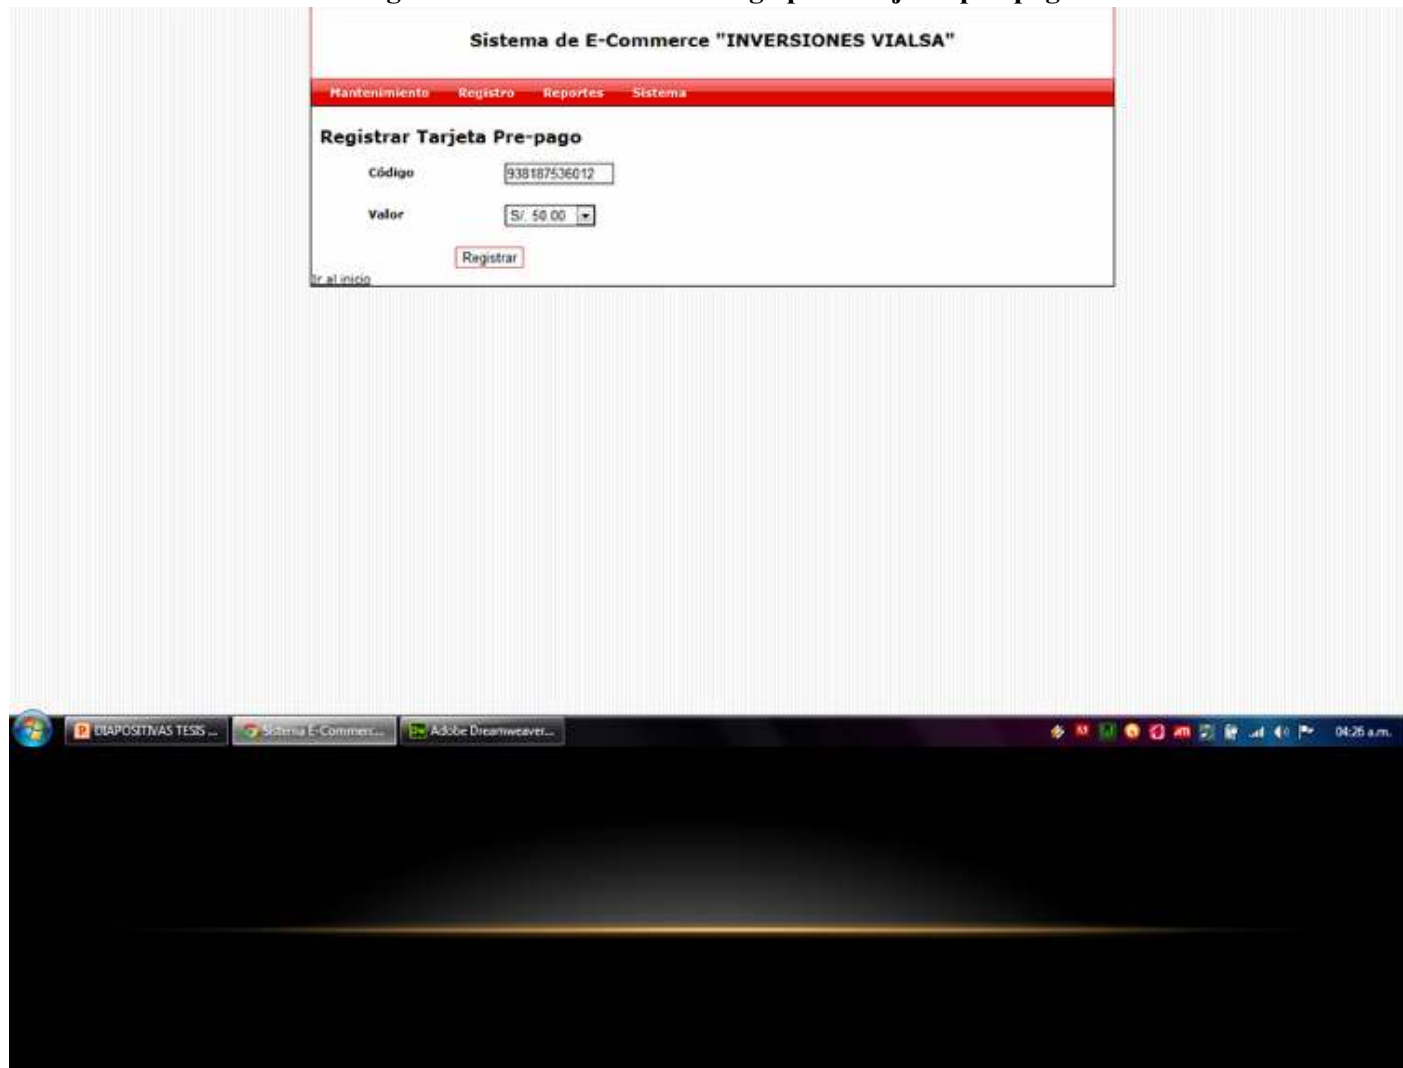 Sistema de E-Commerce "INVERSIONES VIALSA"
Mantenimiento Registro Reportes Sistema
Registrar Tarjeta Pre-pago
Código 938187536012
Valor S/. 50.00
Registrar
Ir al inicio
DIAPOSITIVAS TESIS ... Sistema E-Commerc... Adobe Dreamweaver... 04:26 a.m.